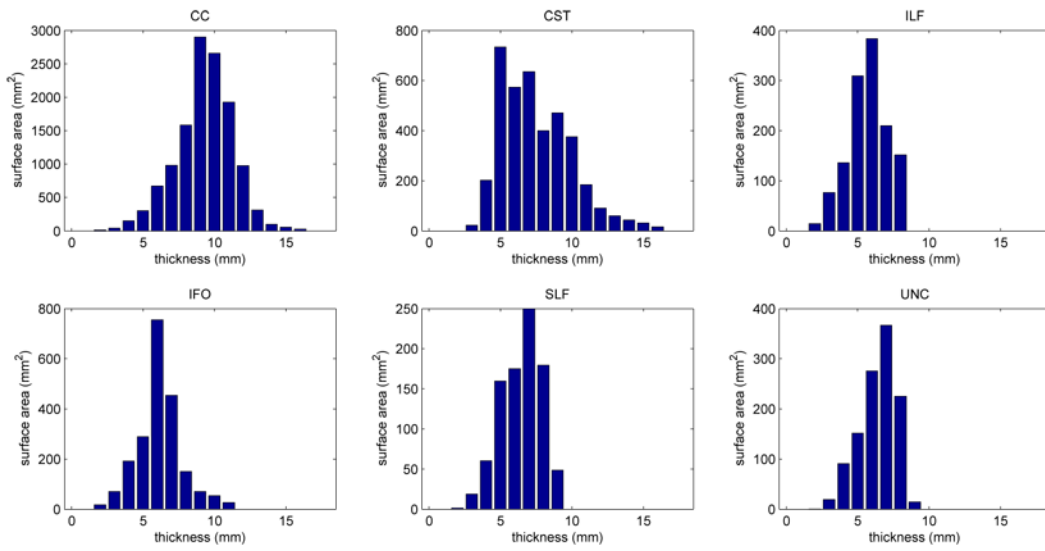 CC
3000
2500
2000
1500
1000
500
0
surface area (mm²)
0 5 10 15
thickness (mm)
CST
800
600
400
200
0
surface area (mm²)
0 5 10 15
thickness (mm)
ILF
400
300
200
100
0
surface area (mm²)
0 5 10 15
thickness (mm)
IFO
800
600
400
200
0
surface area (mm²)
0 5 10 15
thickness (mm)
SLF
250
200
150
100
50
0
surface area (mm²)
0 5 10 15
thickness (mm)
UNC
400
300
200
100
0
surface area (mm²)
0 5 10 15
thickness (mm)